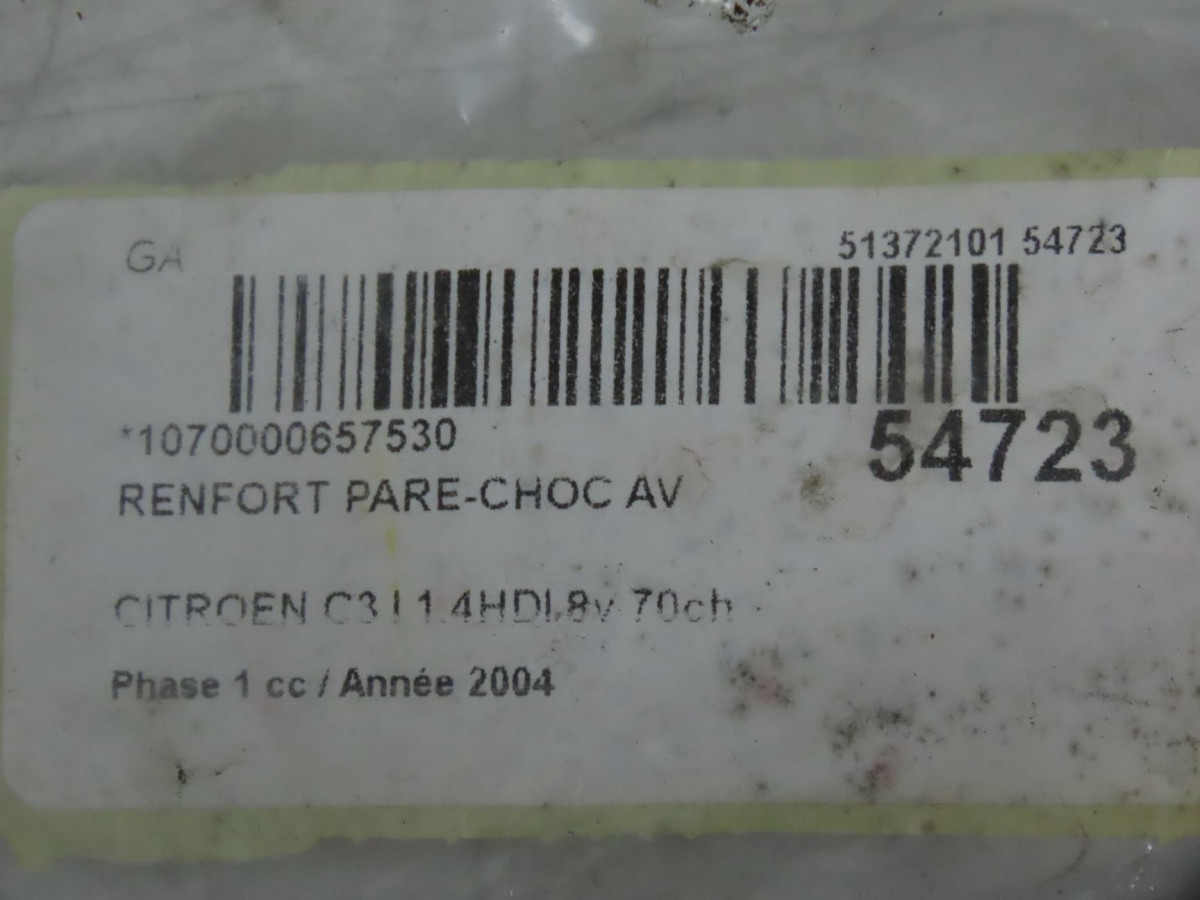 GA
51372101 54723
*1070000657530
54723
RENFORT PARE-CHOC AV
CITROEN C3 I 1.4HDI 8v 70ch
Phase 1 cc / Année 2004